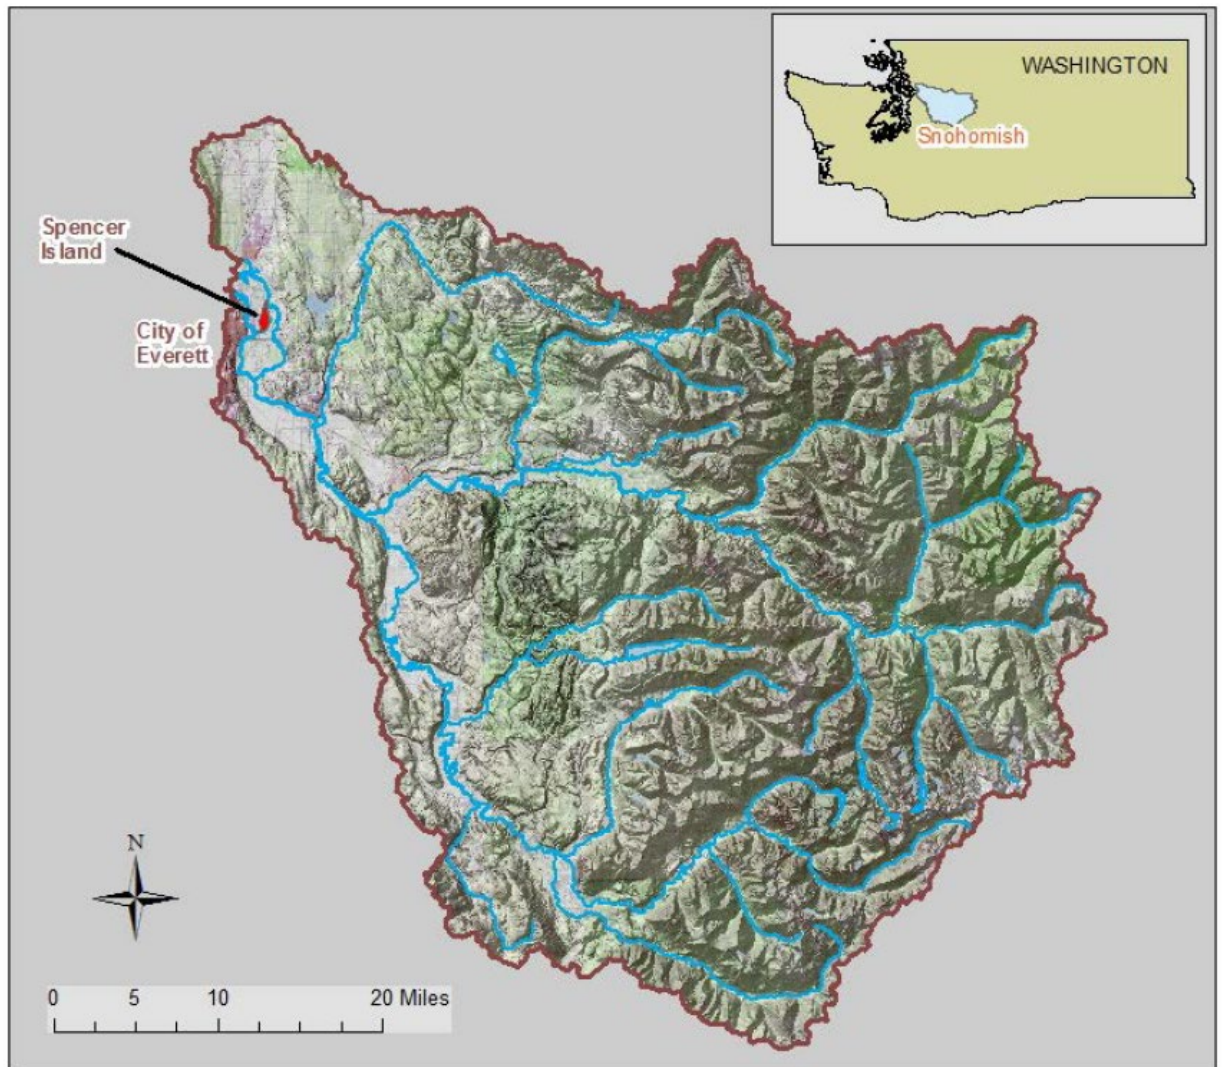 WASHINGTON
Snohomish
Spencer
Island
City of
Everett
N
0 5 10 20 Miles